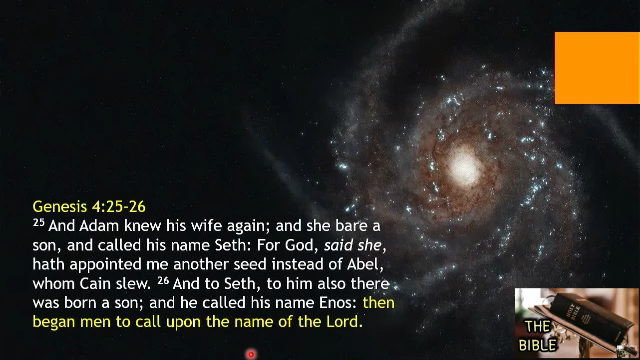 Genesis 4:25-26
25 And Adam knew his wife again; and she bare a
son, and called his name Seth: For God, said she,
hath appointed me another seed instead of Abel,
whom Cain slew. 26 And to Seth, to him also there
was born a son; and he called his name Enos: then
began men to call upon the name of the Lord.
THE
BIBLE
HOLY
BIBLE